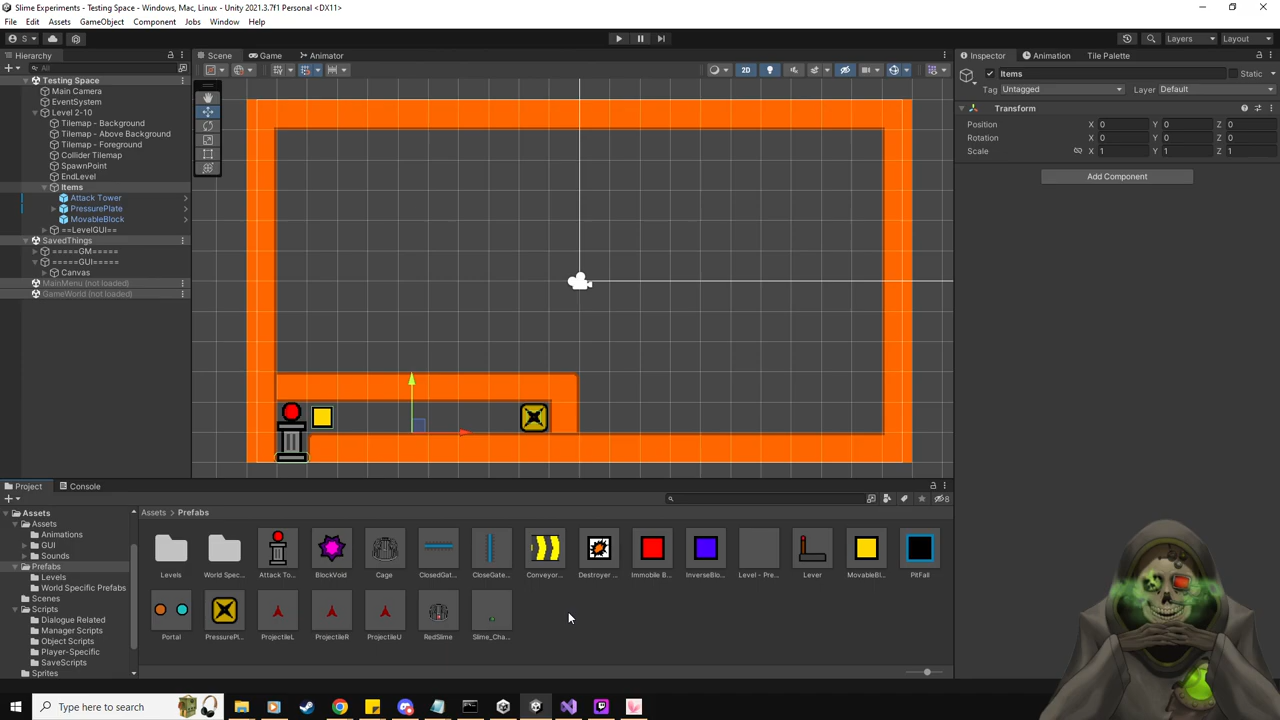 Slime Experiments - Testing Space - Windows, Mac, Linux - Unity 2021.3.7f1 Personal <DX11>
File Edit Assets GameObject Component Jobs Window Help
S Layers Layout
Hierarchy Scene Game Animator Inspector Animation Tile Palette
All 2D Items Static
Testing Space
Tag Untagged Layer Default
Main Camera
EventSystem
Level 2-10
Transform
Tilemap - Background
Position X 0 Y 0 Z 0
Tilemap - Above Background
Rotation X 0 Y 0 Z 0
Tilemap - Foreground
Scale X 1 Y 1 Z 1
Collider Tilemap
SpawnPoint
EndLevel
Add Component
Items
Attack Tower
PressurePlate
MovableBlock
==LevelGUI==
SavedThings
=====GM=====
=====GUI=====
Canvas
MainMenu (not loaded)
GameWorld (not loaded)
Project Console
8
Assets
Assets > Prefabs
Assets
Animations
GUI
Sounds
Prefabs
Levels
World Specific Prefabs
Scenes
Scripts
Dialogue Related
Manager Scripts
Object Scripts
Player-Specific
SaveScripts
Sprites
Levels World Spec... Attack To... BlockVoid Cage ClosedGat... CloseGate... Conveyor... Destroyer ... Immobile B... InverseBlo... Level - Pre... Lever MovableBl... PitFall
Portal PressurePl... ProjectileL ProjectileR ProjectileU RedSlime Slime_Cha...
Type here to search